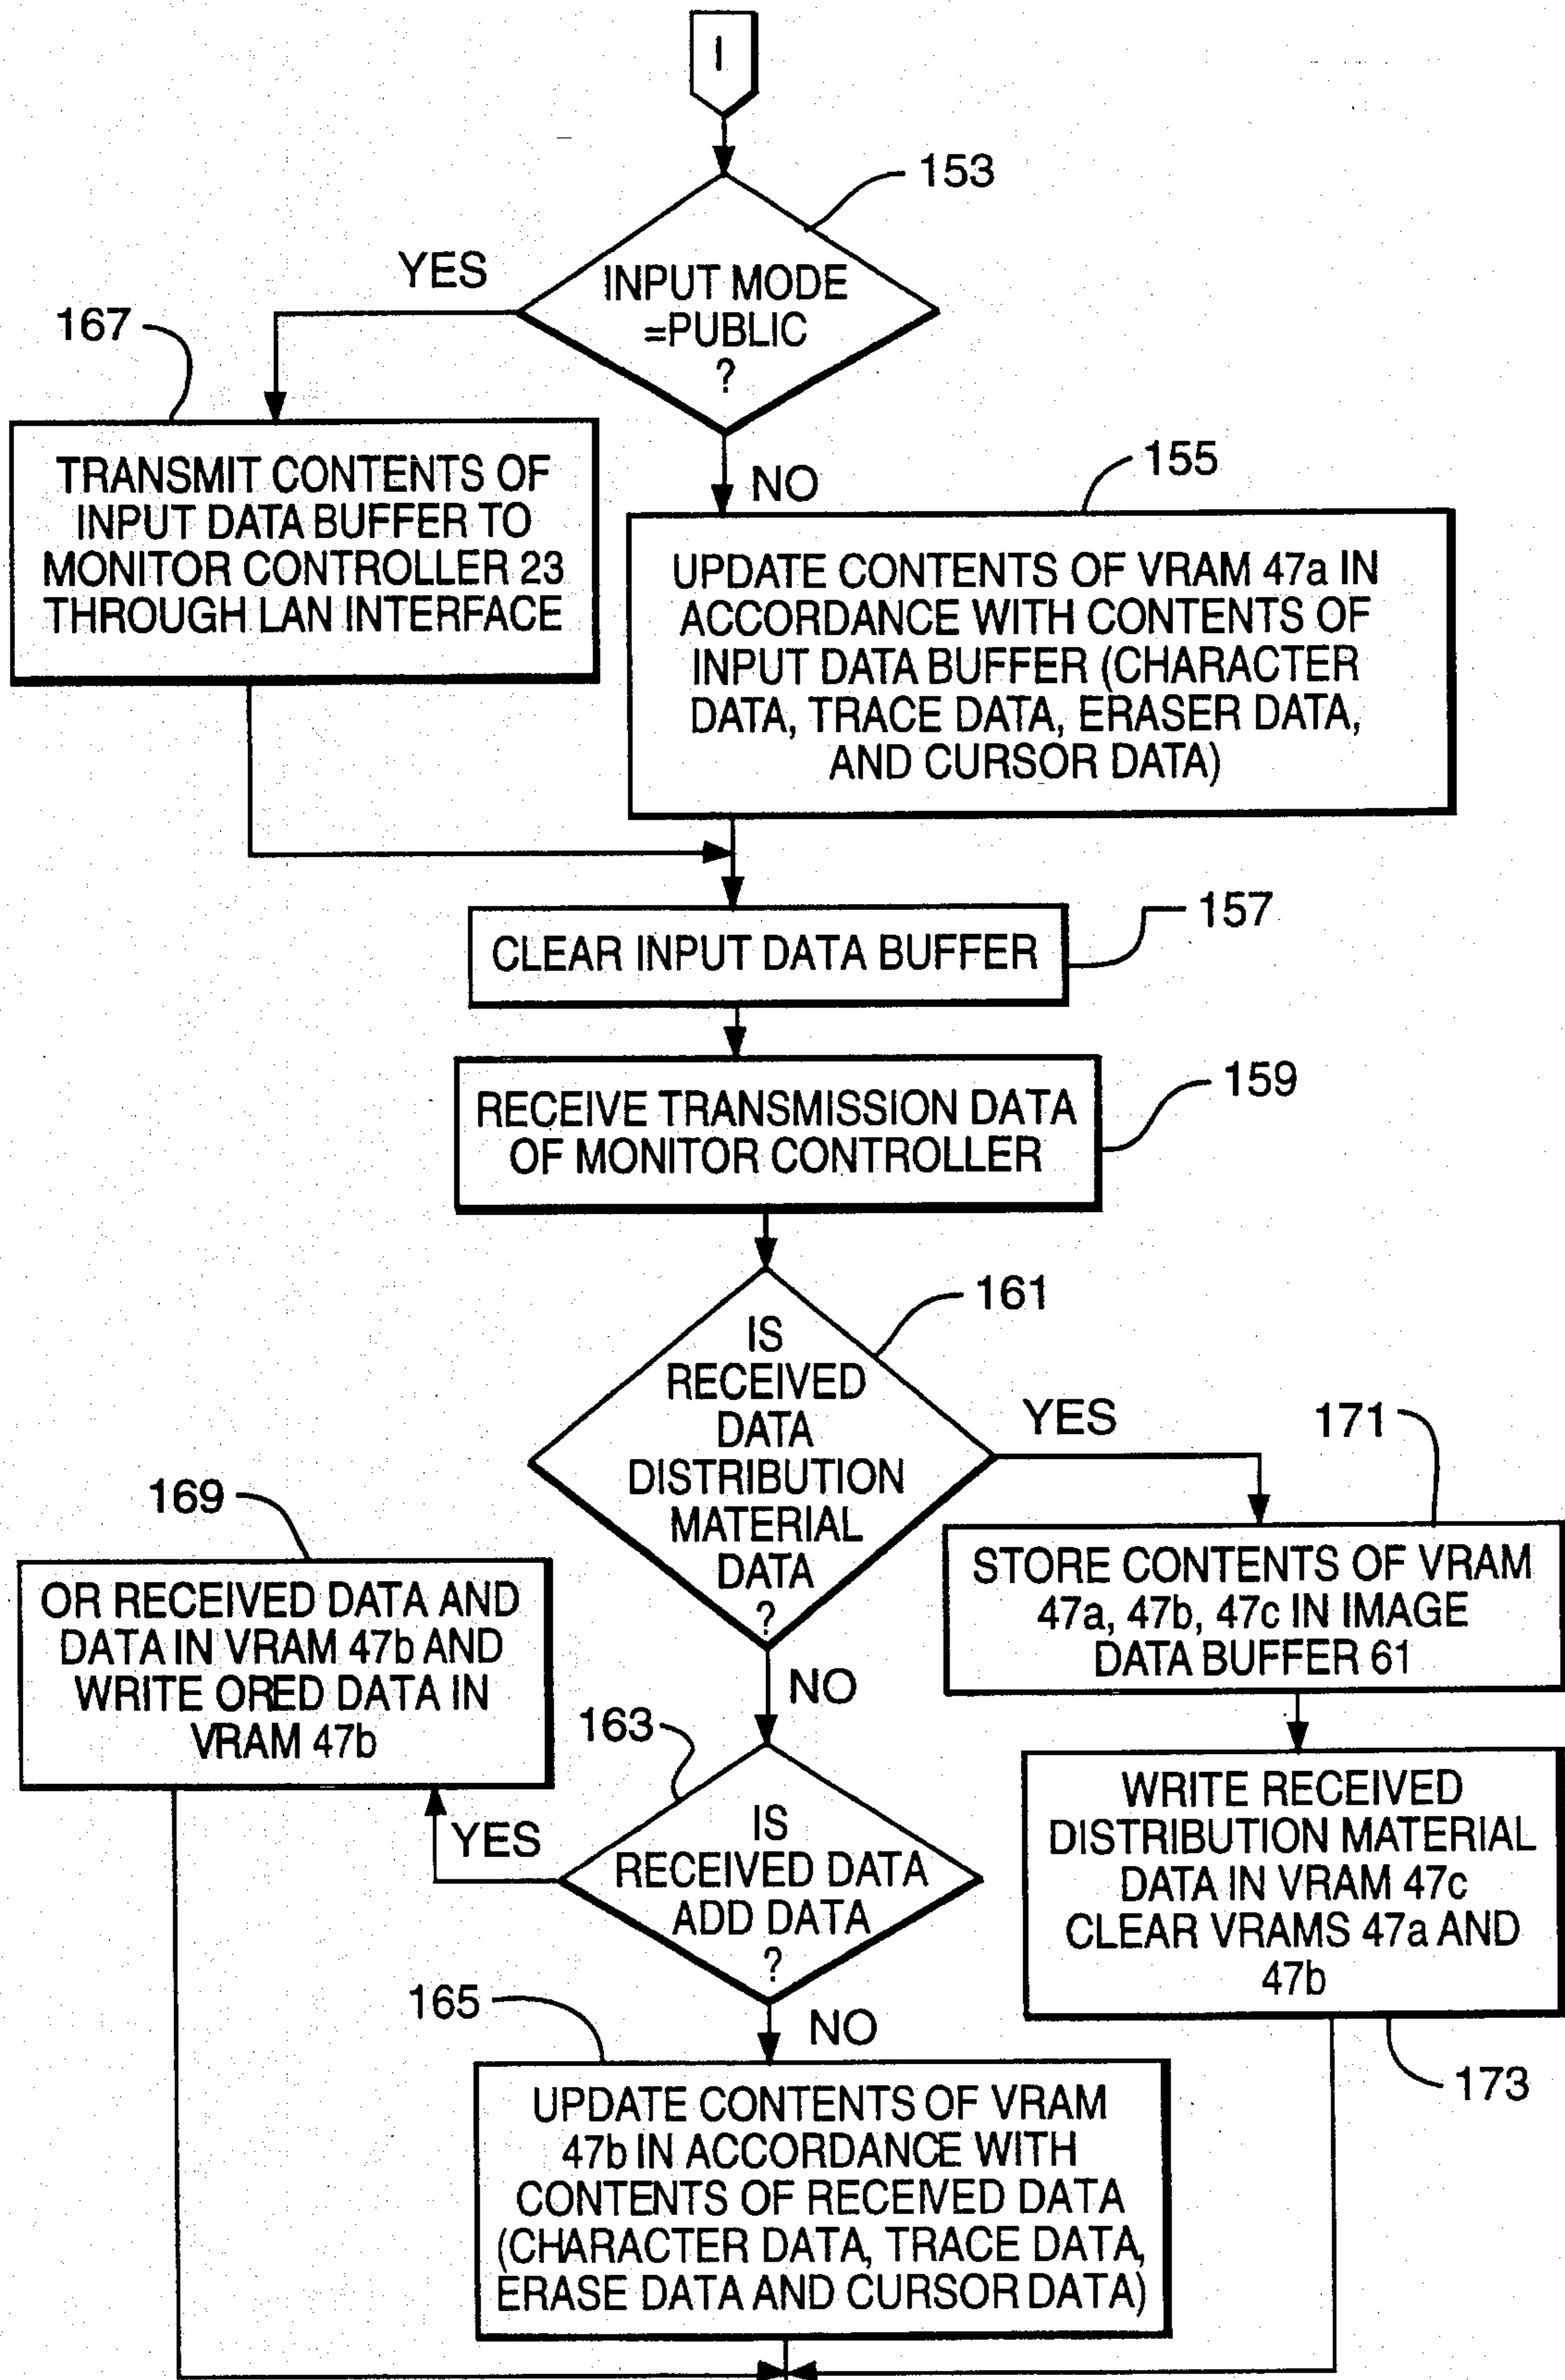 I
153
YES
INPUT MODE
=PUBLIC
?
167
TRANSMIT CONTENTS OF
INPUT DATA BUFFER TO
MONITOR CONTROLLER 23
THROUGH LAN INTERFACE
NO
155
UPDATE CONTENTS OF VRAM 47a IN
ACCORDANCE WITH CONTENTS OF
INPUT DATA BUFFER (CHARACTER
DATA, TRACE DATA, ERASER DATA,
AND CURSOR DATA)
157
CLEAR INPUT DATA BUFFER
159
RECEIVE TRANSMISSION DATA
OF MONITOR CONTROLLER
161
IS
RECEIVED
DATA
DISTRIBUTION
MATERIAL
DATA
?
YES
171
STORE CONTENTS OF VRAM
47a, 47b, 47c IN IMAGE
DATA BUFFER 61
169
OR RECEIVED DATA AND
DATA IN VRAM 47b AND
WRITE ORED DATA IN
VRAM 47b
NO
163
IS
RECEIVED DATA
ADD DATA
?
YES
WRITE RECEIVED
DISTRIBUTION MATERIAL
DATA IN VRAM 47c
CLEAR VRAMS 47a AND
47b
173
165
NO
UPDATE CONTENTS OF VRAM
47b IN ACCORDANCE WITH
CONTENTS OF RECEIVED DATA
(CHARACTER DATA, TRACE DATA,
ERASE DATA AND CURSOR DATA)